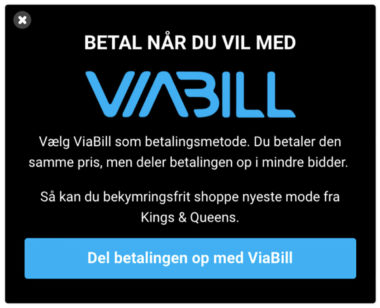 BETAL NÅR DU VIL MED
VIABILL
Vælg ViaBill som betalingsmetode. Du betaler den
samme pris, men deler betalingen op i mindre bidder.
Så kan du bekymringsfrit shoppe nyeste mode fra
Kings & Queens.
Del betalingen op med ViaBill